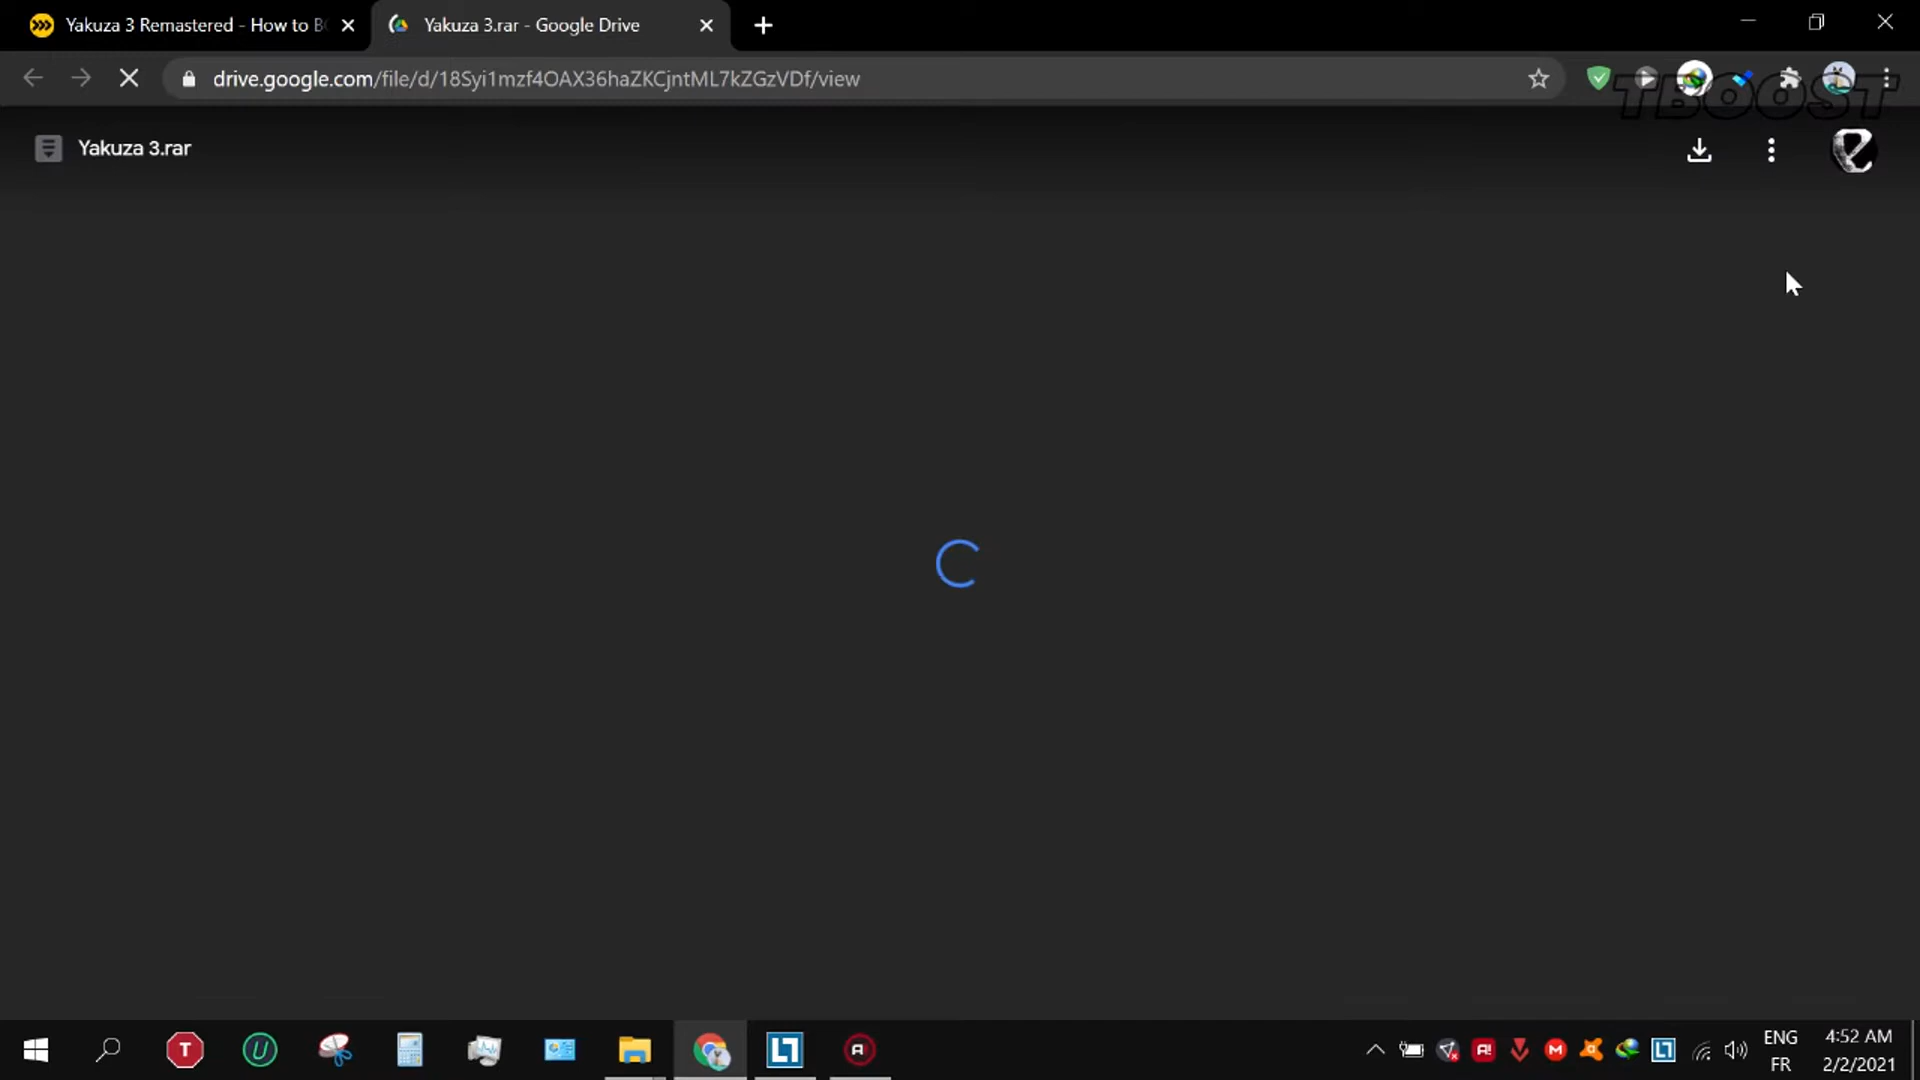 Yakuza 3 Remastered - How to BO
Yakuza 3.rar - Google Drive
drive.google.com/file/d/18Syi1mzf4OAX36haZKCjntML7kZGzVDf/view
TBOOST
Yakuza 3.rar
T
U
A
A!
M
ENG
FR
4:52 AM
2/2/2021